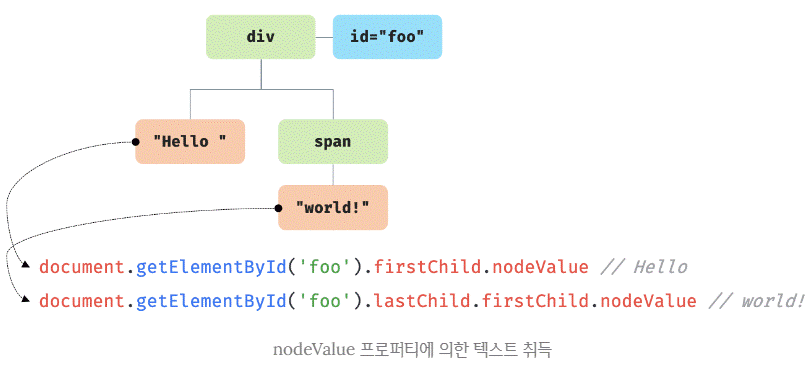 div
id="foo"
"Hello "
span
"world!"
document.getElementById('foo').firstChild.nodeValue // Hello
document.getElementById('foo').lastChild.firstChild.nodeValue // world!
nodeValue 프로퍼티에 의한 텍스트 취득